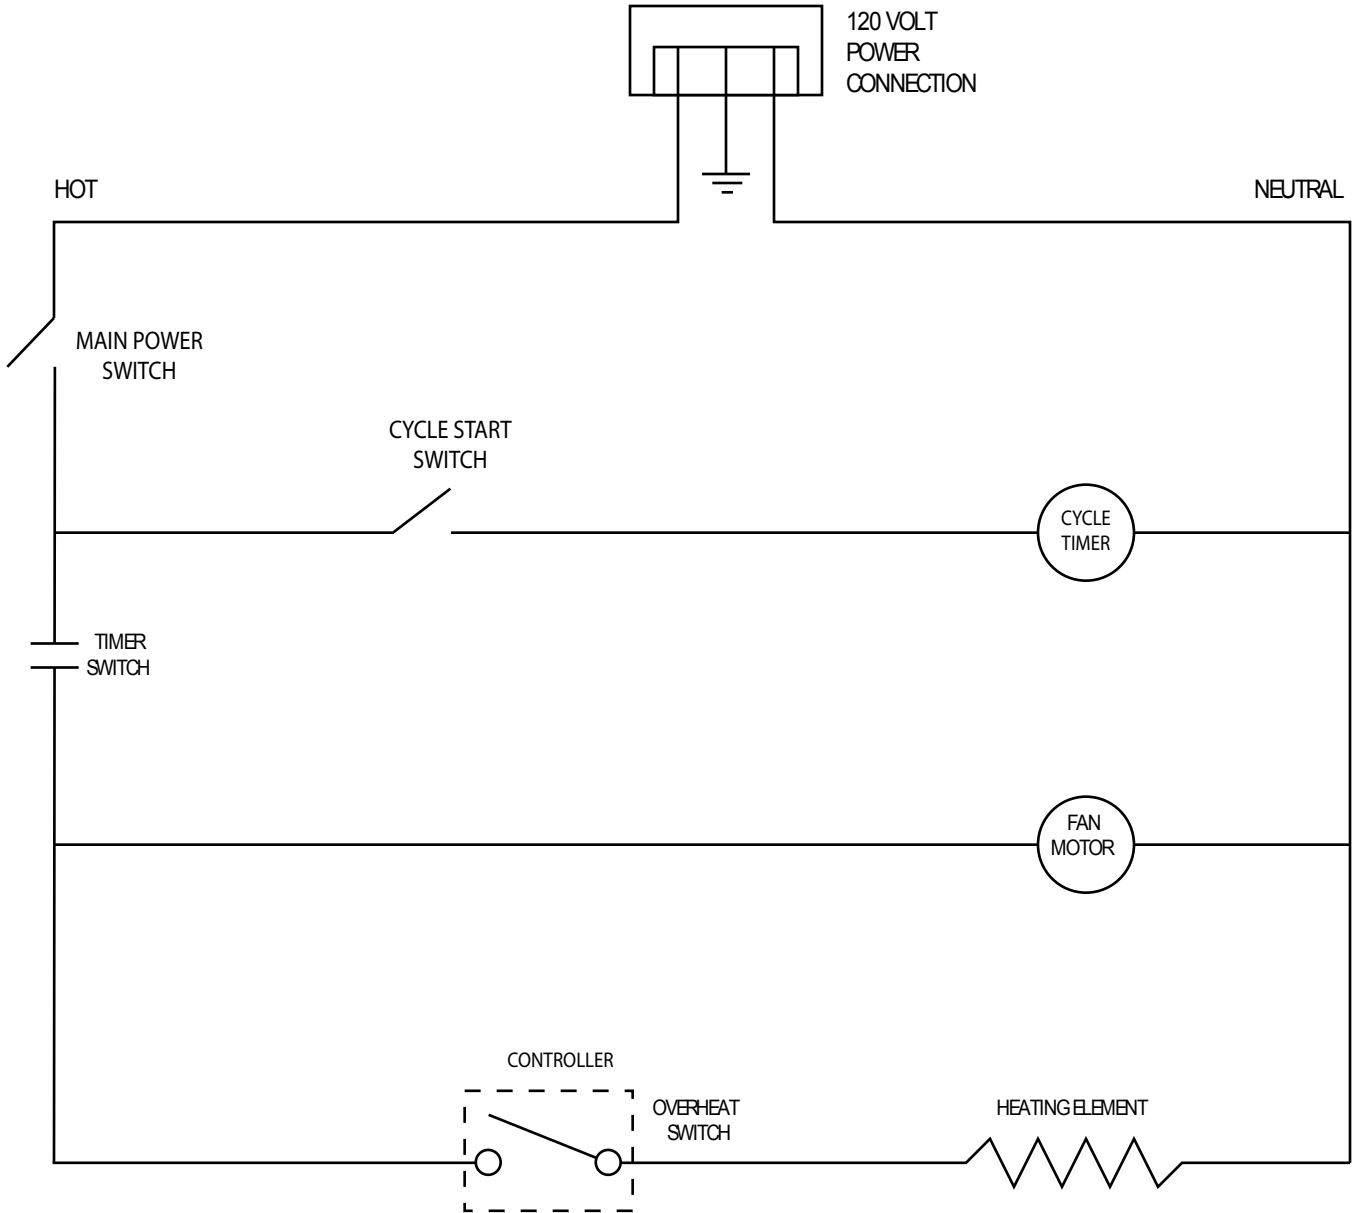 120 VOLT
POWER
CONNECTION
HOT
NEUTRAL
MAIN POWER
SWITCH
CYCLE START
SWITCH
CYCLE
TIMER
TIMER
SWITCH
FAN
MOTOR
CONTROLLER
OVERHEAT
SWITCH
HEATING ELEMENT